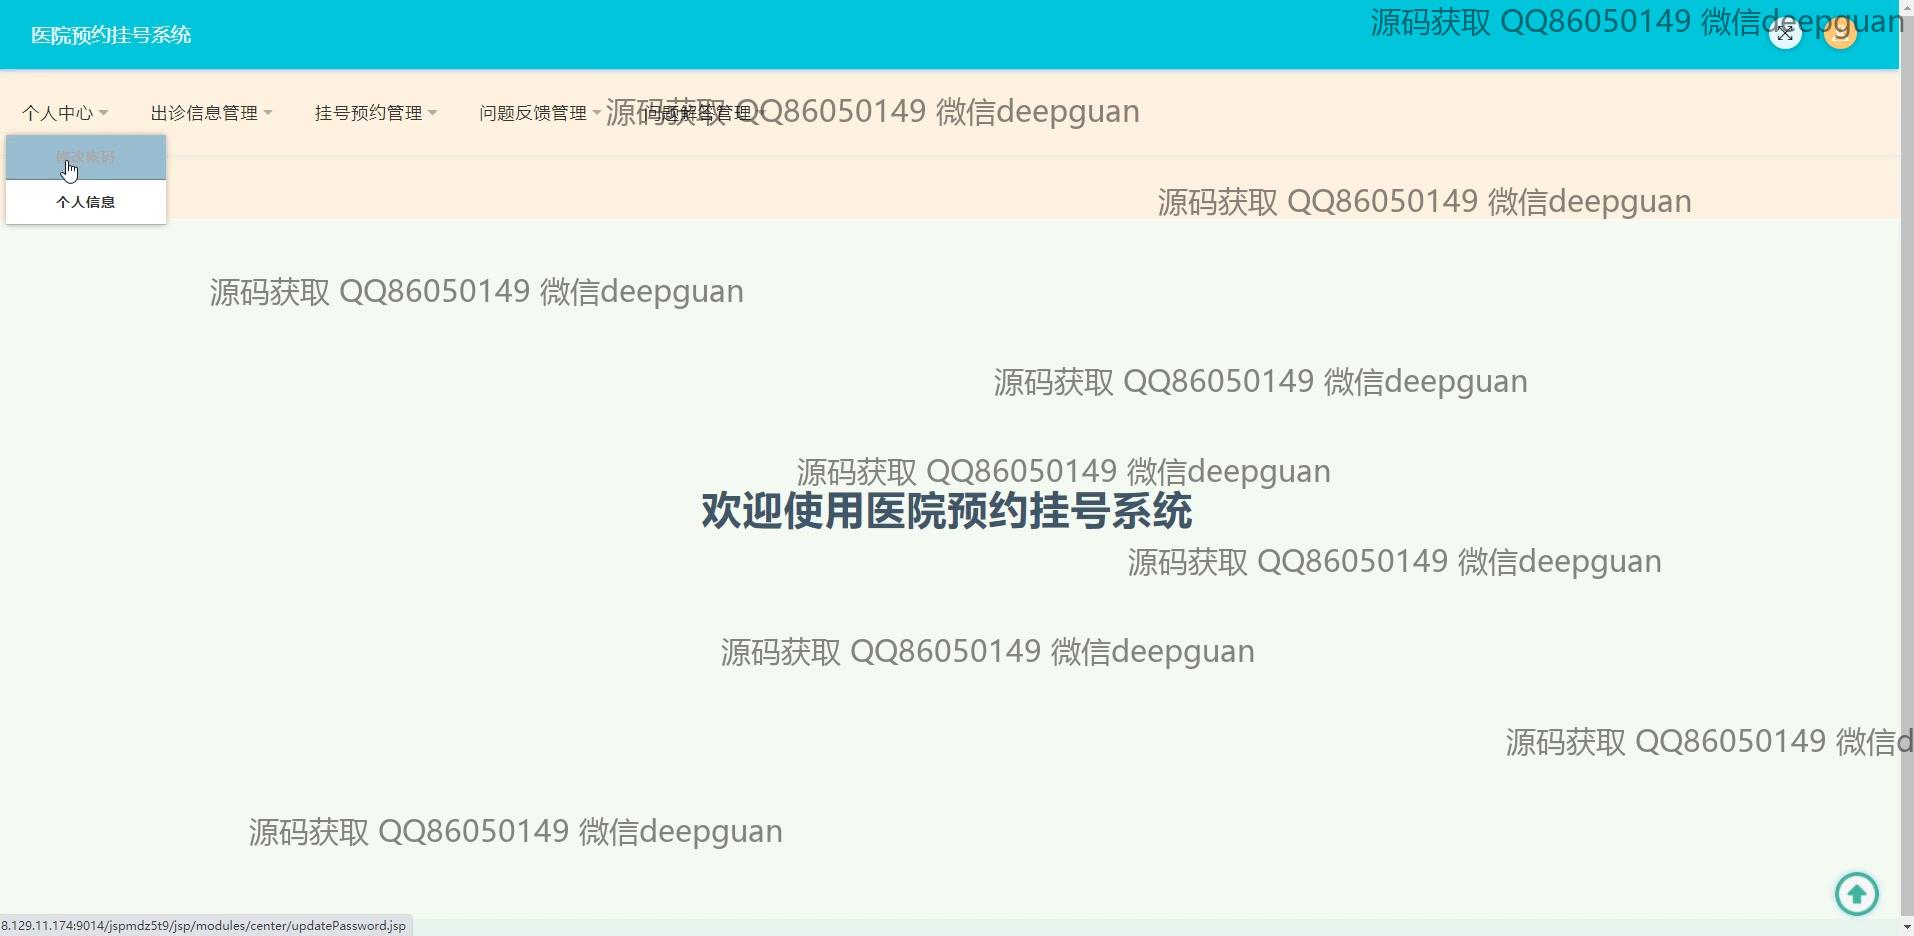 医院预约挂号系统
源码获取 QQ86050149 微信deepguan
个人中心
出诊信息管理
挂号预约管理
问题反馈管理
问题解答管理
源码获取 QQ86050149 微信deepguan
修改密码
个人信息
源码获取 QQ86050149 微信deepguan
源码获取 QQ86050149 微信deepguan
源码获取 QQ86050149 微信deepguan
源码获取 QQ86050149 微信deepguan
欢迎使用医院预约挂号系统
源码获取 QQ86050149 微信deepguan
源码获取 QQ86050149 微信deepguan
源码获取 QQ86050149 微信d
源码获取 QQ86050149 微信deepguan
8.129.11.174:9014/jspmdz5t9/jsp/modules/center/updatePassword.jsp